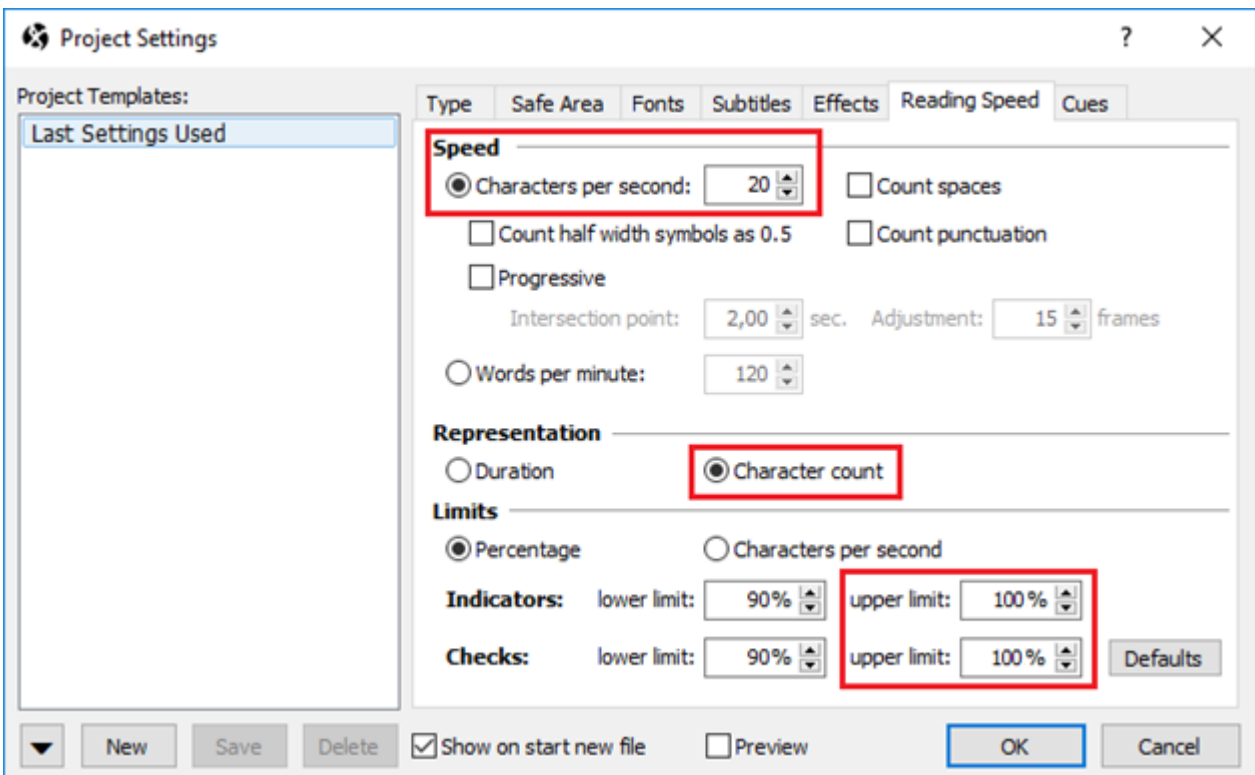 Project Settings
?
Project Templates:
Last Settings Used
Type Safe Area Fonts Subtitles Effects Reading Speed Cues
Speed
Characters per second: 20 Count spaces
Count half width symbols as 0.5 Count punctuation
Progressive
Intersection point: 2,00 sec. Adjustment: 15 frames
Words per minute: 120
Representation
Duration Character count
Limits
Percentage Characters per second
Indicators: lower limit: 90% upper limit: 100%
Checks: lower limit: 90% upper limit: 100% Defaults
New Save Delete Show on start new file Preview OK Cancel